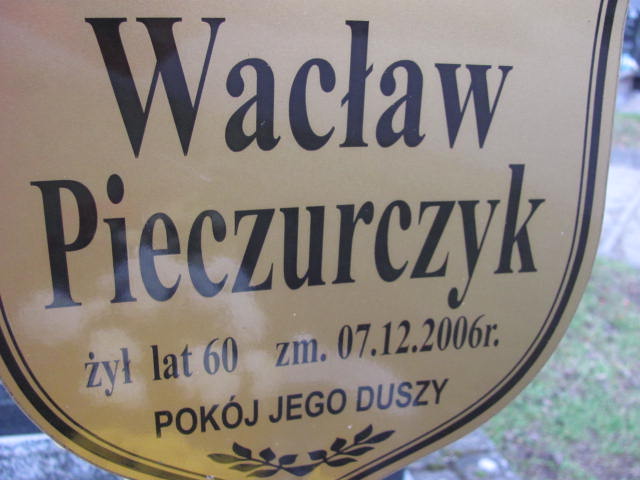 Wacław
Pieczurczyk
żył lat 60 zm. 07.12.2006r.
POKÓJ JEGO DUSZY